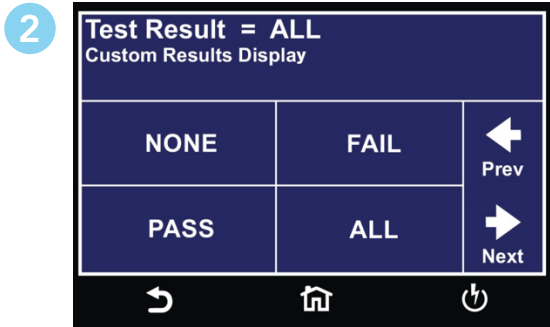 2
Test Result = ALL
Custom Results Display
NONE
FAIL
Prev
PASS
ALL
Next